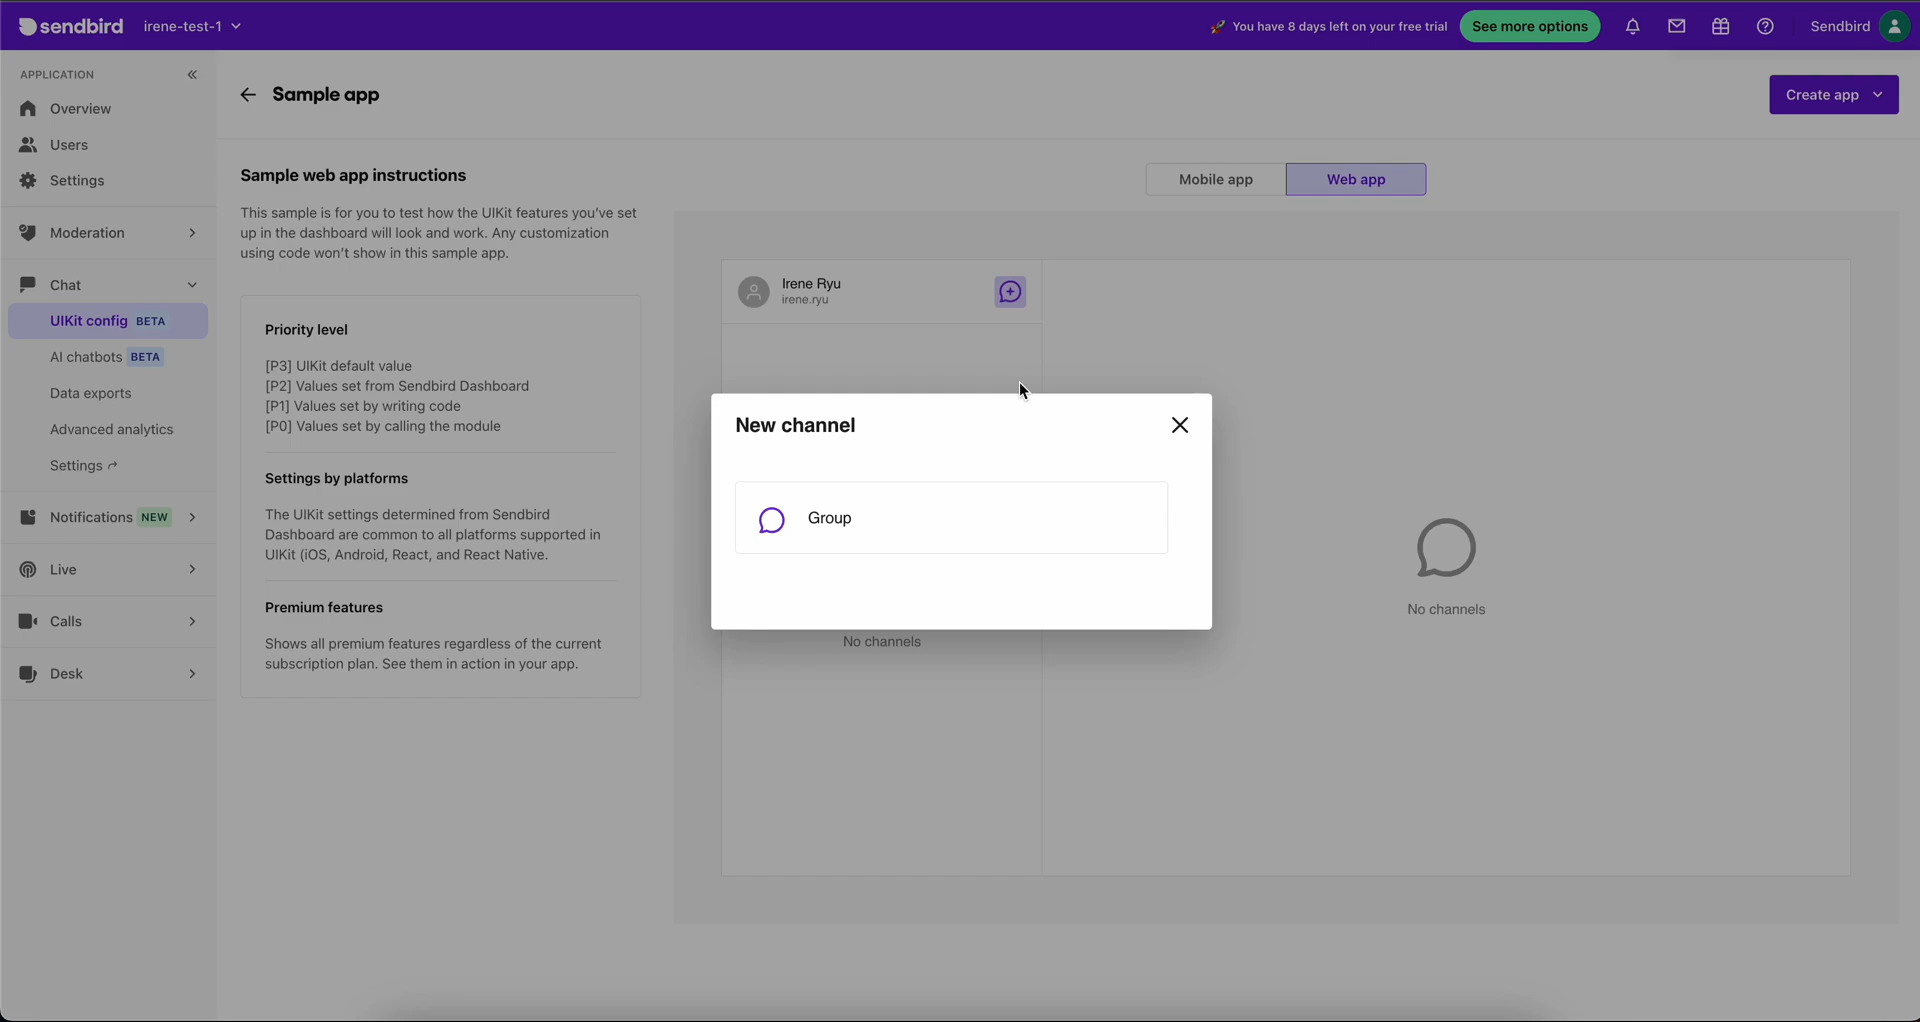 sendbird
irene-test-1
You have 8 days left on your free trial
See more options
Sendbird
APPLICATION
Overview
Users
Settings
Moderation
Chat
UIKit config BETA
AI chatbots BETA
Data exports
Advanced analytics
Settings
Notifications NEW
Live
Calls
Desk
Sample app
Create app
Sample web app instructions
This sample is for you to test how the UIKit features you've set
up in the dashboard will look and work. Any customization
using code won't show in this sample app.
Priority level
[P3] UIKit default value
[P2] Values set from Sendbird Dashboard
[P1] Values set by writing code
[P0] Values set by calling the module
Settings by platforms
The UIKit settings determined from Sendbird
Dashboard are common to all platforms supported in
UIKit (iOS, Android, React, and React Native.
Premium features
Shows all premium features regardless of the current
subscription plan. See them in action in your app.
Mobile app
Web app
Irene Ryu
irene.ryu
New channel
Group
No channels
No channels